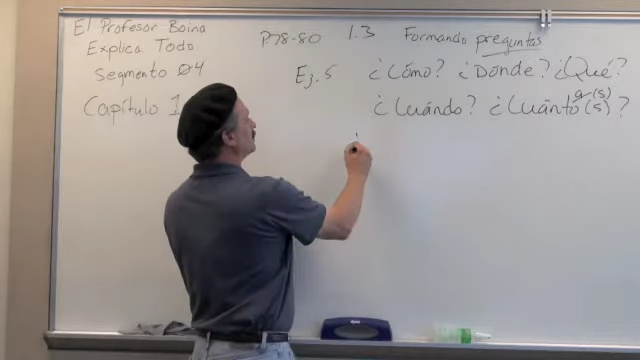 El Profesor Boina
Explica Todo
Segmento 04
Capítulo 1
P.78-80 1.3 Formando preguntas
Ej. 5 ¿Cómo? ¿Dónde? ¿Qué?
¿Cuándo? ¿Cuánto(s)?
a(s)